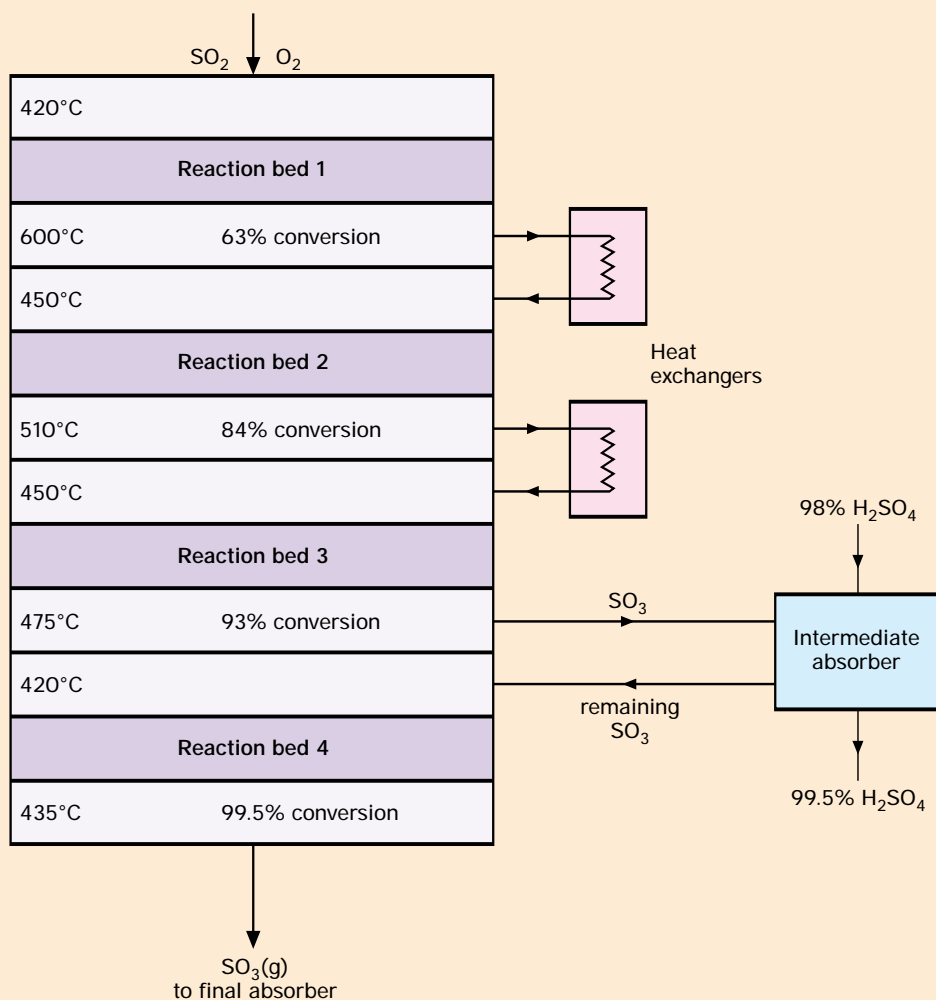 SO₂ O₂
420°C
Reaction bed 1
600°C 63% conversion
450°C
Heat
exchangers
Reaction bed 2
510°C 84% conversion
450°C
98% H₂SO₄
Reaction bed 3
SO₃
475°C 93% conversion
Intermediate
absorber
420°C
remaining
SO₃
Reaction bed 4
99.5% H₂SO₄
435°C 99.5% conversion
SO₃(g)
to final absorber